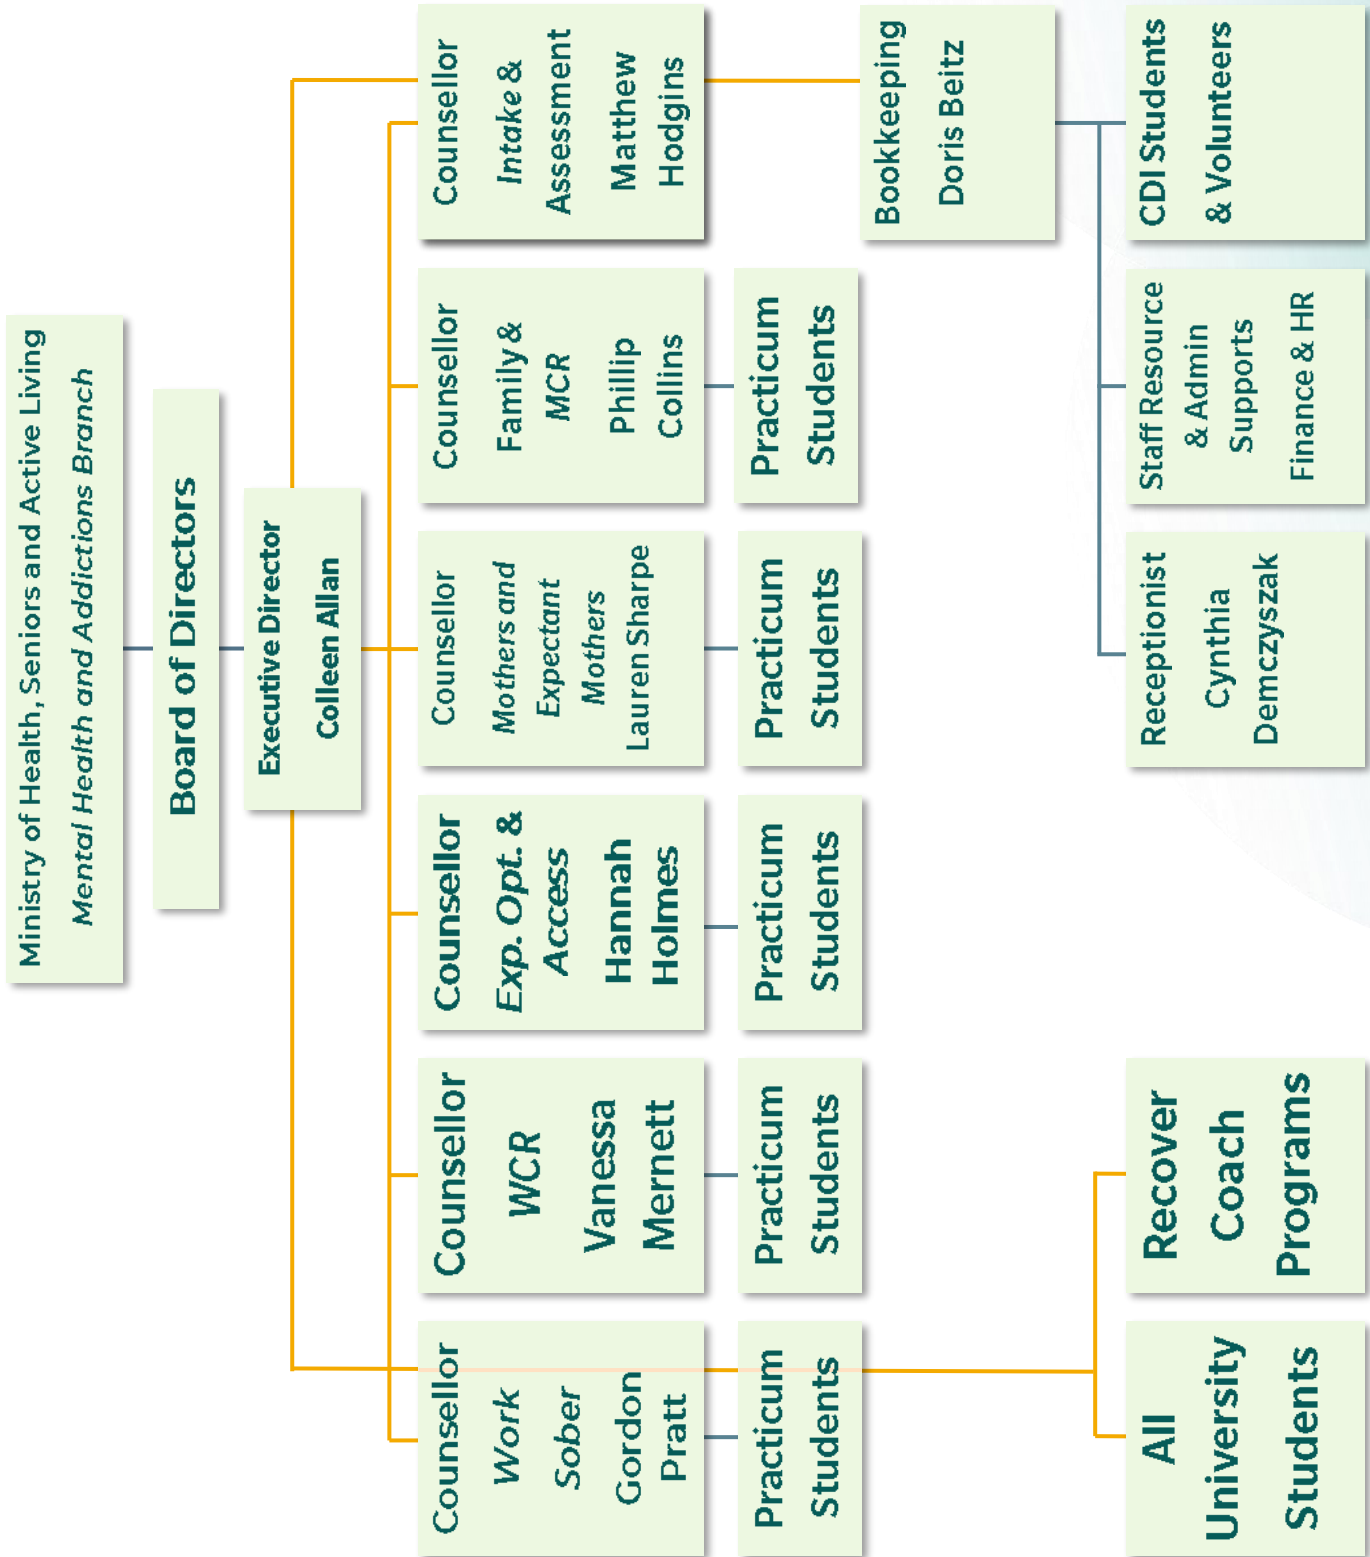 Ministry of Health, Seniors and Active Living
Mental Health and Addictions Branch
Board of Directors
Executive Director
Colleen Allan
Counsellor
Work
Sober
Gordon
Pratt
Counsellor
WCR
Vanessa
Mernett
Counsellor
Exp. Opt. &
Access
Hannah
Holmes
Counsellor
Mothers and
Expectant
Mothers
Lauren Sharpe
Counsellor
Family &
MCR
Phillip
Collins
Counsellor
Intake &
Assessment
Matthew
Hodgins
Practicum
Students
Practicum
Students
Practicum
Students
Practicum
Students
Practicum
Students
Bookkeeping
Doris Beitz
All
University
Students
Recover
Coach
Programs
Receptionist
Cynthia
Demczyszak
Staff Resource
& Admin
Supports
Finance & HR
CDI Students
& Volunteers